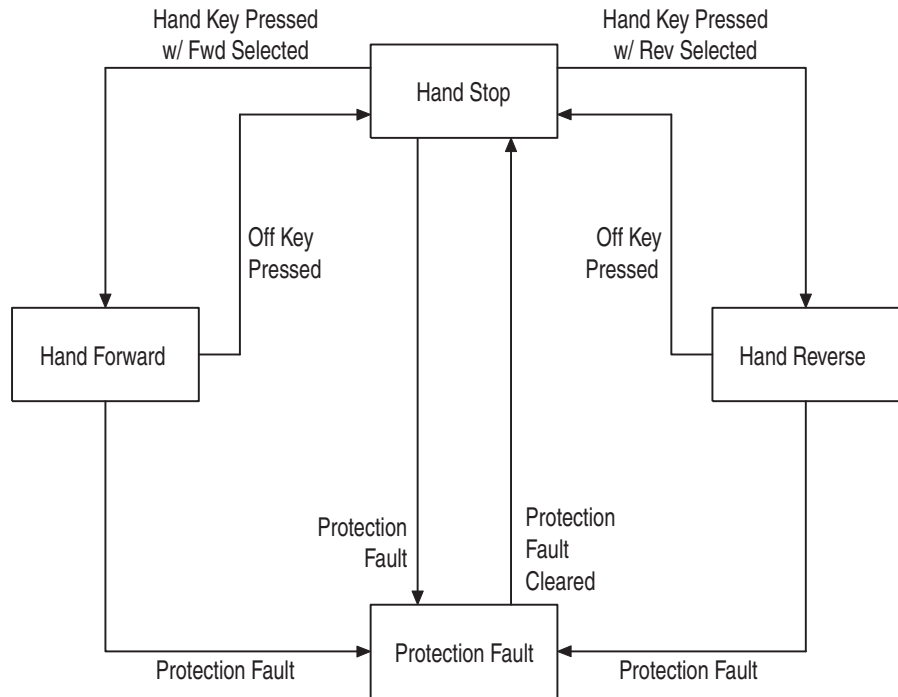 Hand Key Pressed
w/ Fwd Selected
Hand Key Pressed
w/ Rev Selected
Hand Stop
Off Key
Pressed
Off Key
Pressed
Hand Forward
Hand Reverse
Protection
Fault
Protection
Fault
Cleared
Protection Fault
Protection Fault
Protection Fault